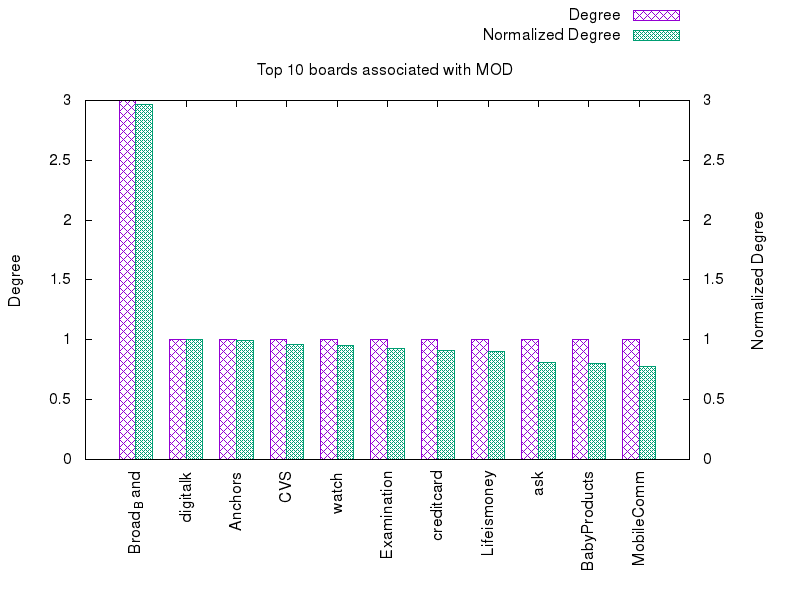 Degree
Normalized Degree
Top 10 boards associated with MOD
3
2.5
2
1.5
1
0.5
0
3
2.5
2
1.5
1
0.5
0
Degree
Normalized Degree
Broad_B and
digitalk
Anchors
CVS
watch
Examination
creditcard
Lifeismoney
ask
BabyProducts
MobileComm